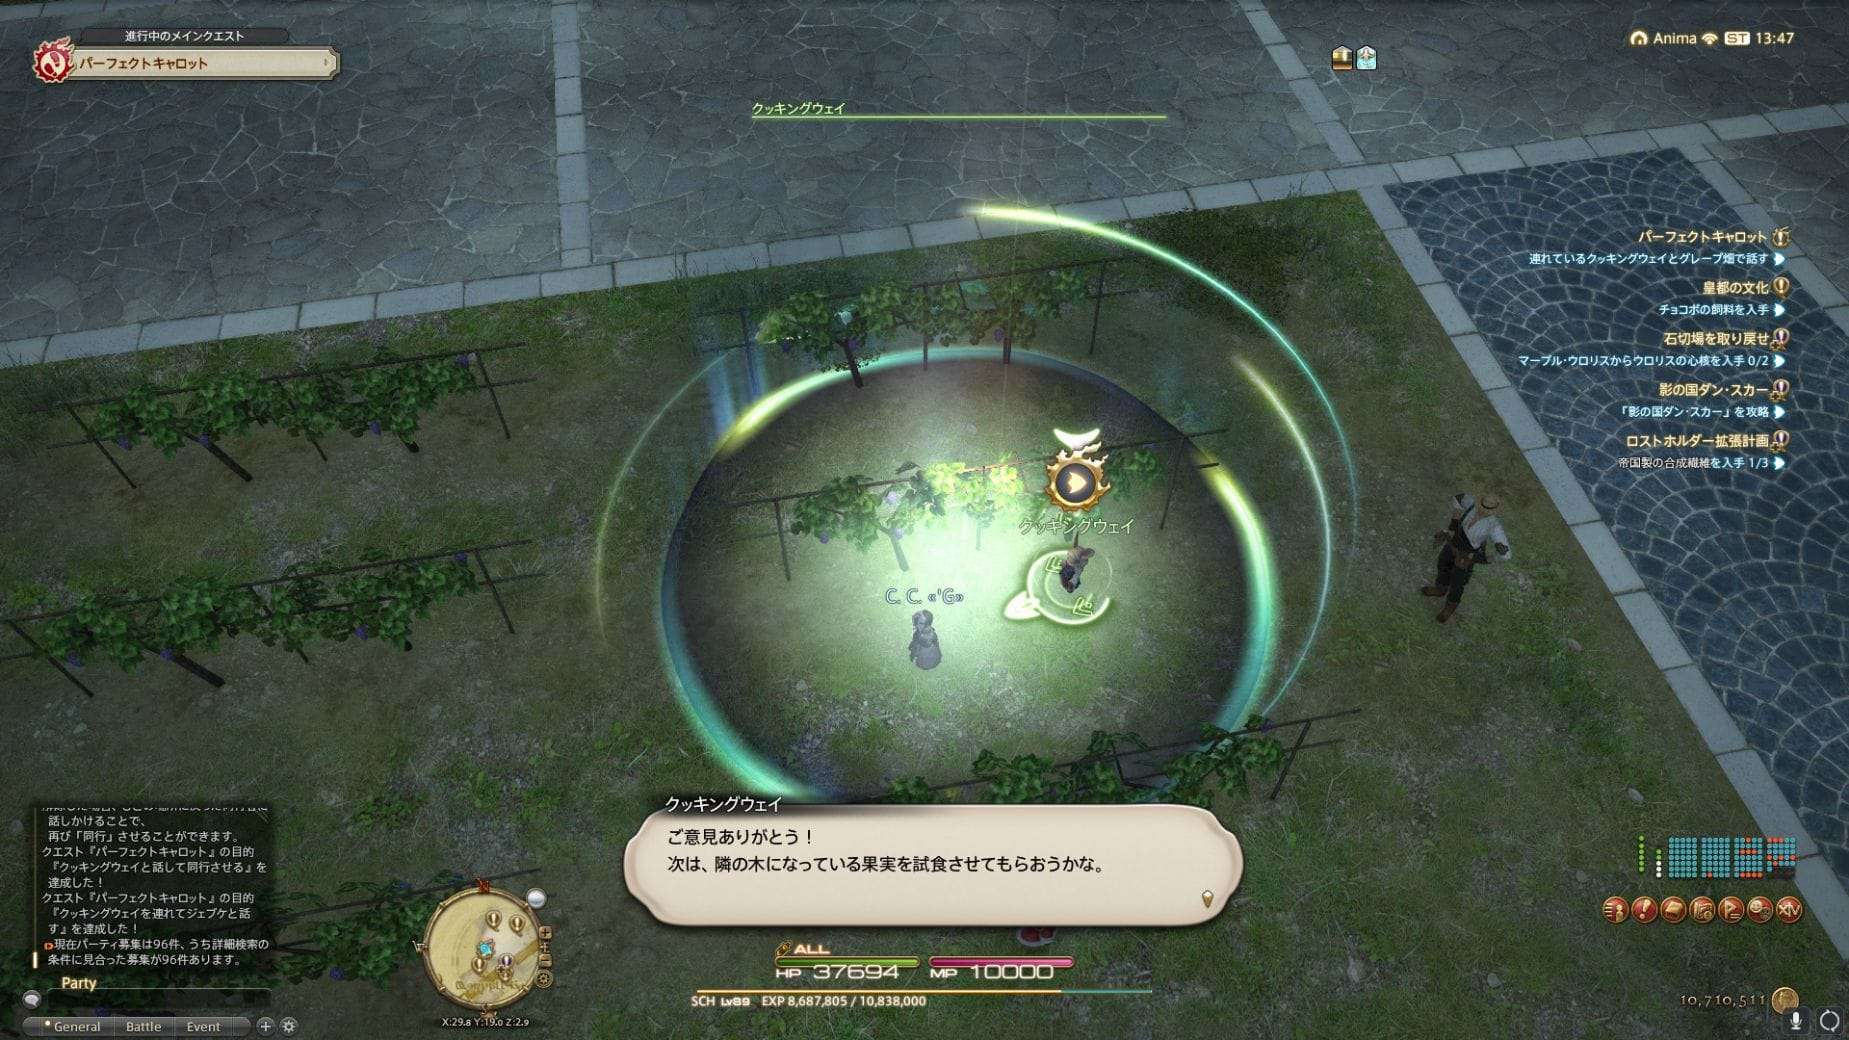 進行中のメインクエスト
パーフェクトキャロット
Anima ST 13:47
クッキングウェイ
パーフェクトキャロット
連れているクッキングウェイとグレープ畑で話す
皇都の文化
チョコボの飼料を入手
石切場を取り戻せ
マーブル・ウロリスからウロリスの心核を入手 0/2
影の国ダン・スカー
「影の国ダン・スカー」を攻略
ロストホルダー拡張計画
帝国製の合成繊維を入手 1/3
クッキングウェイ
C. C. «'G»
クッキングウェイ
ご意見ありがとう！
次は、隣の木になっている果実を試食させてもらおうかな。
話しかけることで、
再び「同行」させることができます。
クエスト『パーフェクトキャロット』の目的
『クッキングウェイと話して同行させる』を
達成した！
クエスト『パーフェクトキャロット』の目的
『クッキングウェイを連れてジェブケと話
す』を達成した！
現在パーティ募集は96件、うち詳細検索の
条件に見合った募集が96件あります。
Party
General Battle Event
X:29.8 Y:19.0 Z:2.9
ALL
HP 37694 MP 10000
SCH Lv89 EXP 8,687,805 / 10,838,000
XIV
10,710,511